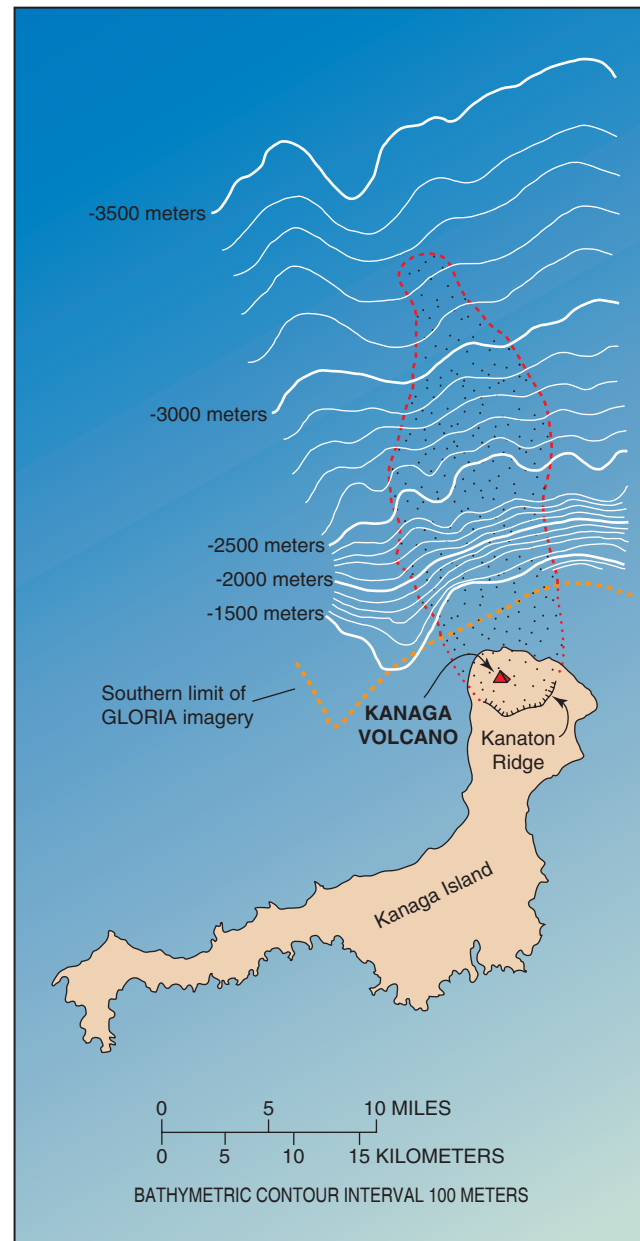 -3500 meters
-3000 meters
-2500 meters
-2000 meters
-1500 meters
Southern limit of
GLORIA imagery
KANAGA
VOLCANO
Kanaton
Ridge
Kanaga Island
0 5 10 MILES
0 5 10 15 KILOMETERS
BATHYMETRIC CONTOUR INTERVAL 100 METERS